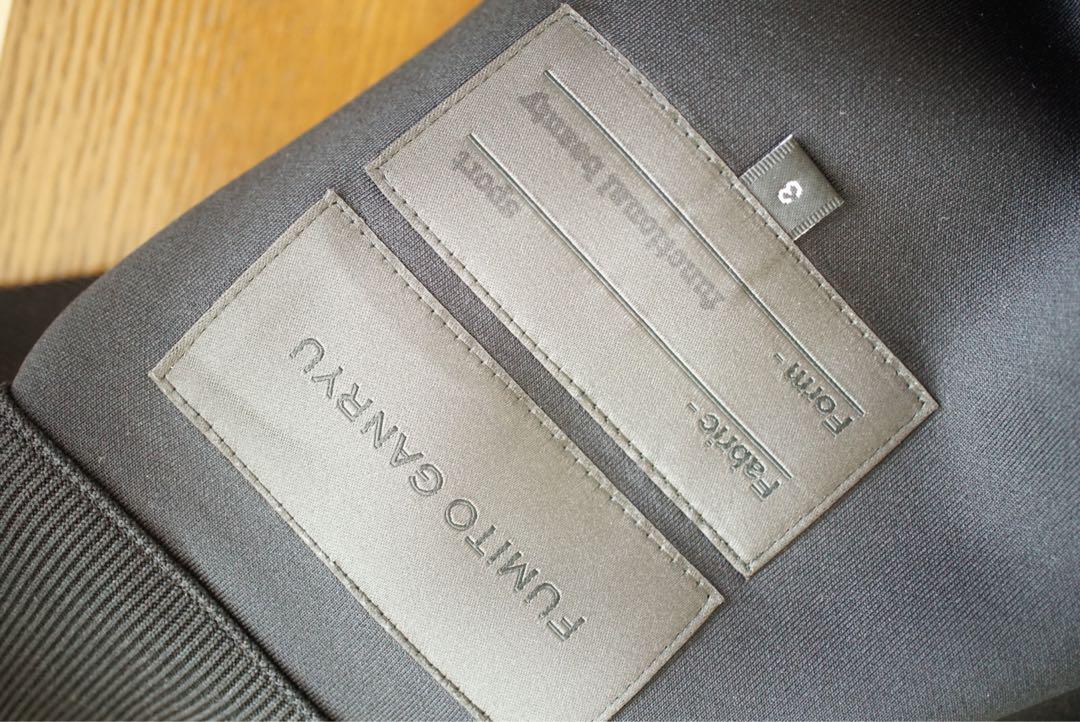 FUMITO GANRYU
Fabric - sport
Form - functional beauty
3